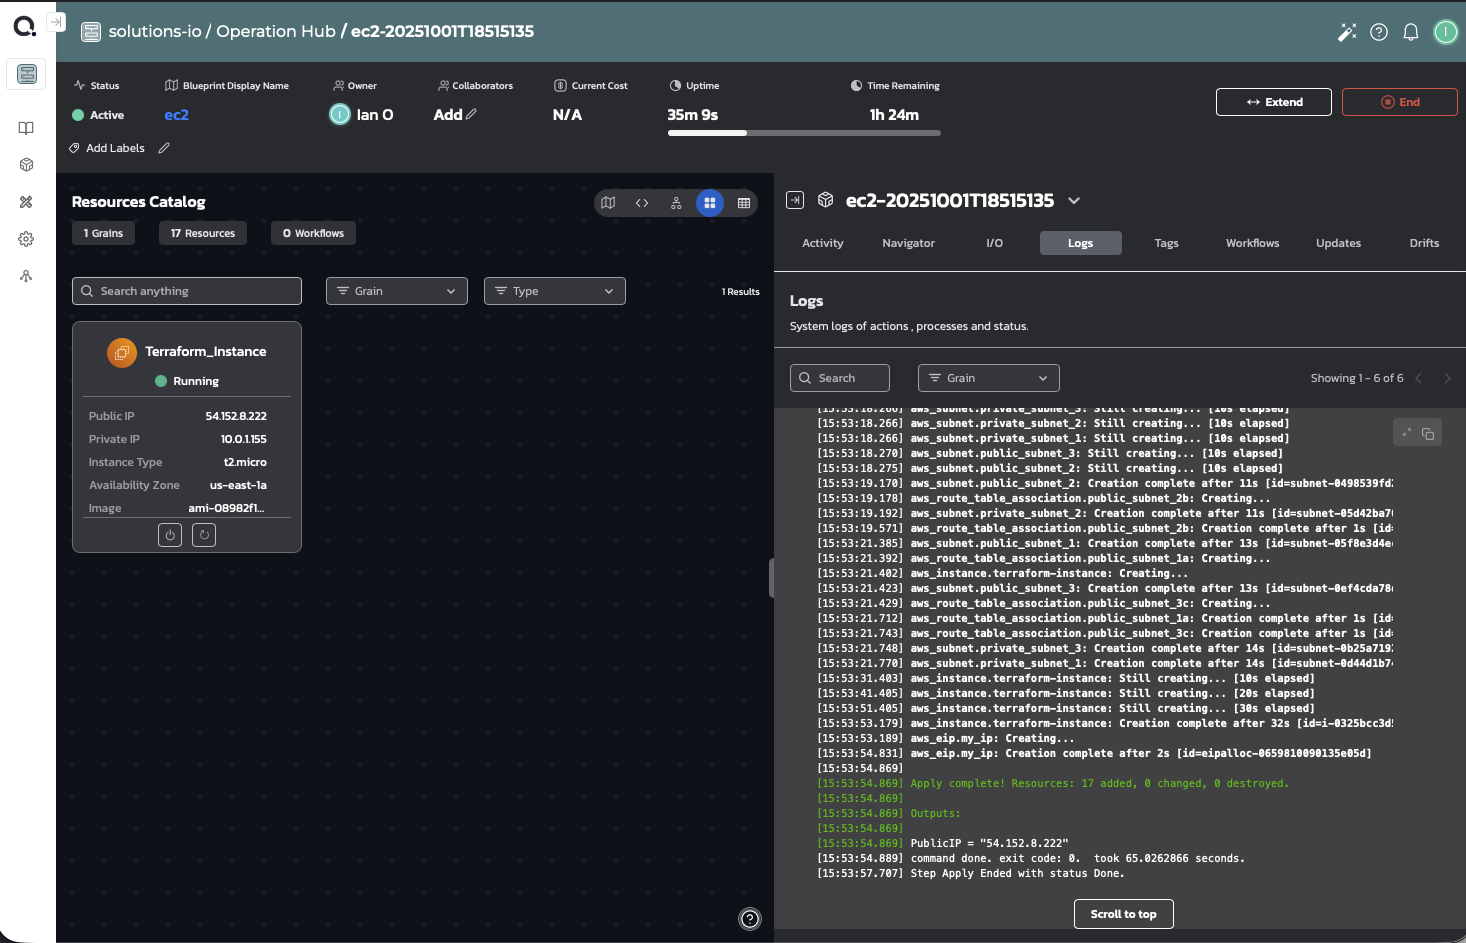 solutions-io / Operation Hub / ec2-20251001T18515135
Status
Blueprint Display Name
Owner
Collaborators
Current Cost
Uptime
Time Remaining
Active
ec2
I
Ian O
Add
N/A
35m 9s
1h 24m
Extend
End
Add Labels
Resources Catalog
1 Grains
17 Resources
0 Workflows
Search anything
Grain
Type
1 Results
Terraform_Instance
Running
Public IP 54.152.8.222
Private IP 10.0.1.155
Instance Type t2.micro
Availability Zone us-east-1a
Image ami-08982f1...
ec2-20251001T18515135
Activity
Navigator
I/O
Logs
Tags
Workflows
Updates
Drifts
Logs
System logs of actions , processes and status.
Search
Grain
Showing 1 - 6 of 6
[15:53:18.266] aws_subnet.private_subnet_3: Still creating... [10s elapsed]
[15:53:18.266] aws_subnet.private_subnet_2: Still creating... [10s elapsed]
[15:53:18.266] aws_subnet.private_subnet_1: Still creating... [10s elapsed]
[15:53:18.270] aws_subnet.public_subnet_3: Still creating... [10s elapsed]
[15:53:18.275] aws_subnet.public_subnet_2: Still creating... [10s elapsed]
[15:53:19.170] aws_subnet.public_subnet_2: Creation complete after 11s [id=subnet-0498539fd2
[15:53:19.178] aws_route_table_association.public_subnet_2b: Creating...
[15:53:19.192] aws_subnet.private_subnet_2: Creation complete after 11s [id=subnet-05d42ba70
[15:53:19.571] aws_route_table_association.public_subnet_2b: Creation complete after 1s [id=
[15:53:21.385] aws_subnet.public_subnet_1: Creation complete after 13s [id=subnet-05f8e3d4e
[15:53:21.392] aws_route_table_association.public_subnet_1a: Creating...
[15:53:21.402] aws_instance.terraform-instance: Creating...
[15:53:21.423] aws_subnet.public_subnet_3: Creation complete after 13s [id=subnet-0ef4cda78
[15:53:21.429] aws_route_table_association.public_subnet_3c: Creating...
[15:53:21.712] aws_route_table_association.public_subnet_1a: Creation complete after 1s [id=
[15:53:21.743] aws_route_table_association.public_subnet_3c: Creation complete after 1s [id=
[15:53:21.748] aws_subnet.private_subnet_3: Creation complete after 14s [id=subnet-0b25a7192
[15:53:21.770] aws_subnet.private_subnet_1: Creation complete after 14s [id=subnet-0d44d1b74
[15:53:31.403] aws_instance.terraform-instance: Still creating... [10s elapsed]
[15:53:41.405] aws_instance.terraform-instance: Still creating... [20s elapsed]
[15:53:51.405] aws_instance.terraform-instance: Still creating... [30s elapsed]
[15:53:53.179] aws_instance.terraform-instance: Creation complete after 32s [id=i-0325bcc3d5
[15:53:53.189] aws_eip.my_ip: Creating...
[15:53:54.831] aws_eip.my_ip: Creation complete after 2s [id=eipalloc-0659810090135e05d]
[15:53:54.869]
[15:53:54.869] Apply complete! Resources: 17 added, 0 changed, 0 destroyed.
[15:53:54.869]
[15:53:54.869] Outputs:
[15:53:54.869]
[15:53:54.869] PublicIP = "54.152.8.222"
[15:53:54.889] command done. exit code: 0.  took 65.0262866 seconds.
[15:53:57.707] Step Apply Ended with status Done.
Scroll to top